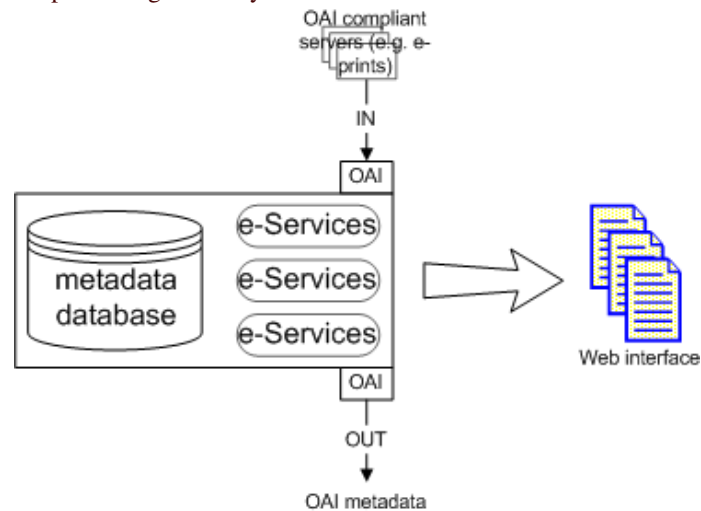 OAI compliant
servers (e.g. e-
prints)
IN
OAI
e-Services
metadata
database
e-Services
e-Services
Web interface
OAI
OUT
OAI metadata